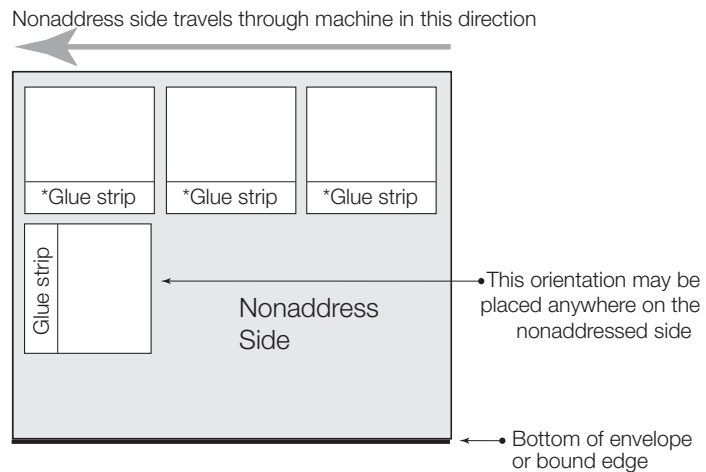 Nonaddress side travels through machine in this direction
*Glue strip
*Glue strip
*Glue strip
Glue strip
This orientation may be
placed anywhere on the
nonaddressed side
Nonaddress
Side
Bottom of envelope
or bound edge